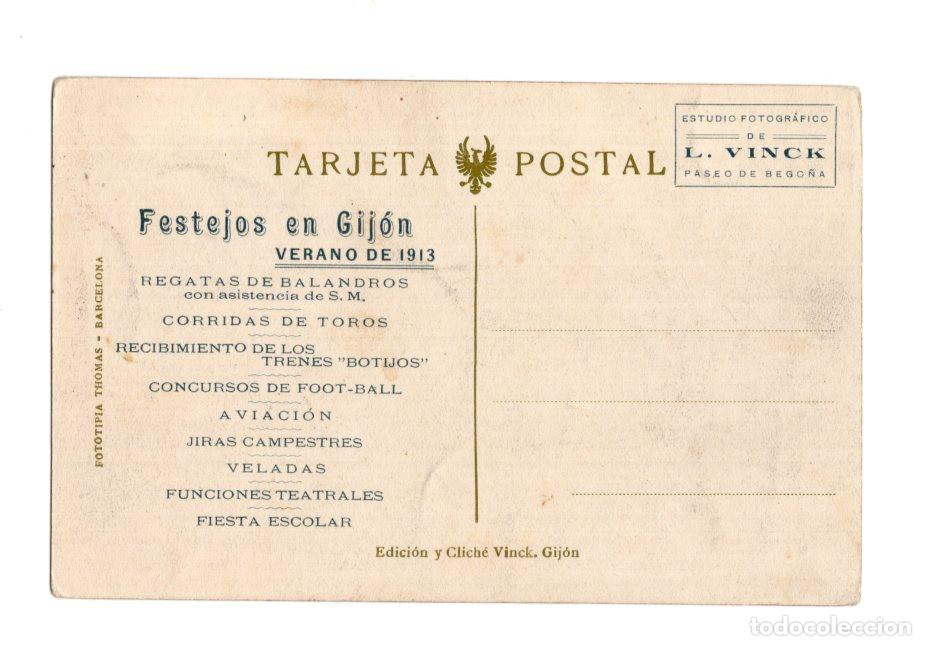 ESTUDIO FOTOGRÁFICO
DE
L. VINCK
PASEO DE BEGOÑA
TARJETA POSTAL
Festejos en Gijón
VERANO DE 1913
REGATAS DE BALANDROS
con asistencia de S. M.
CORRIDAS DE TOROS
RECIBIMIENTO DE LOS
TRENES "BOTIJOS"
CONCURSOS DE FOOT-BALL
AVIACIÓN
JIRAS CAMPESTRES
VELADAS
FUNCIONES TEATRALES
FIESTA ESCOLAR
FOTOTIPIA THOMAS - BARCELONA
Edición y Cliché Vinck. Gijón
todocoleccion